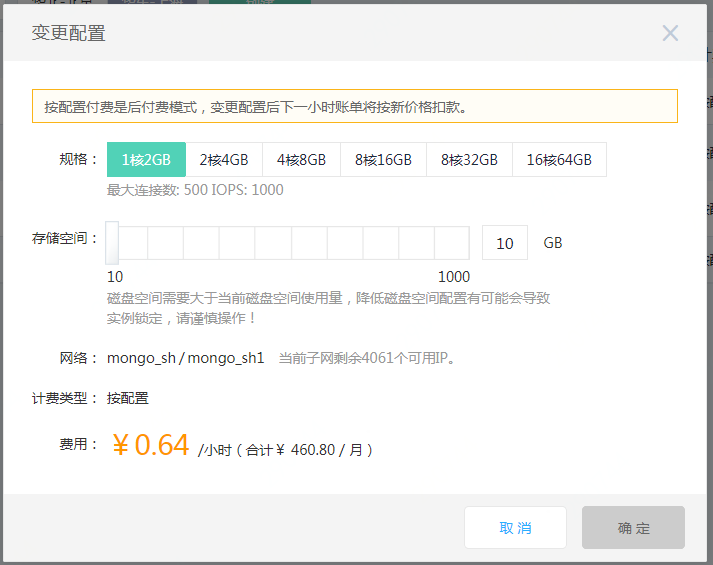 变更配置
按配置付费是后付费模式，变更配置后下一小时账单将按新价格扣款。
规格： 1核2GB 2核4GB 4核8GB 8核16GB 8核32GB 16核64GB
最大连接数: 500 IOPS: 1000
存储空间： 10 GB
10 1000
磁盘空间需要大于当前磁盘空间使用量，降低磁盘空间配置有可能会导致
实例锁定，请谨慎操作！
网络： mongo_sh / mongo_sh1 当前子网剩余4061个可用IP。
计费类型： 按配置
费用： ￥0.64 /小时（合计￥ 460.80 / 月）
取 消 确 定